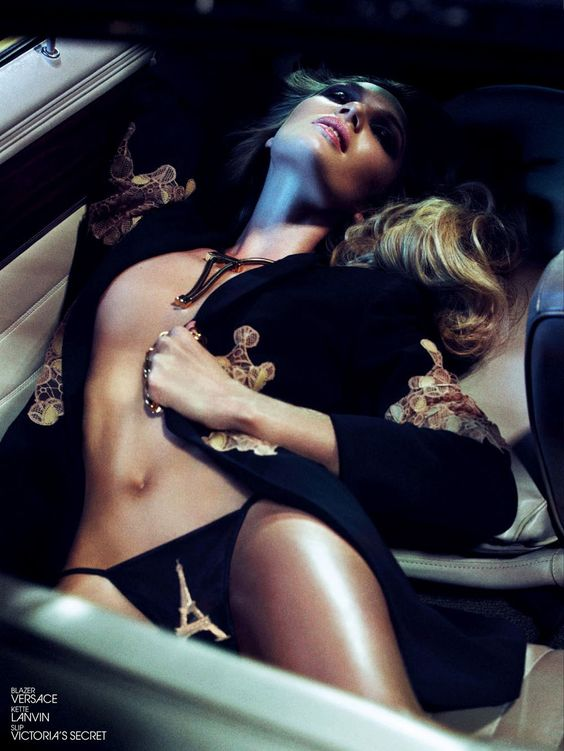 BLAZER
VERSACE
KETTE
LANVIN
SLIP
VICTORIA'S SECRET